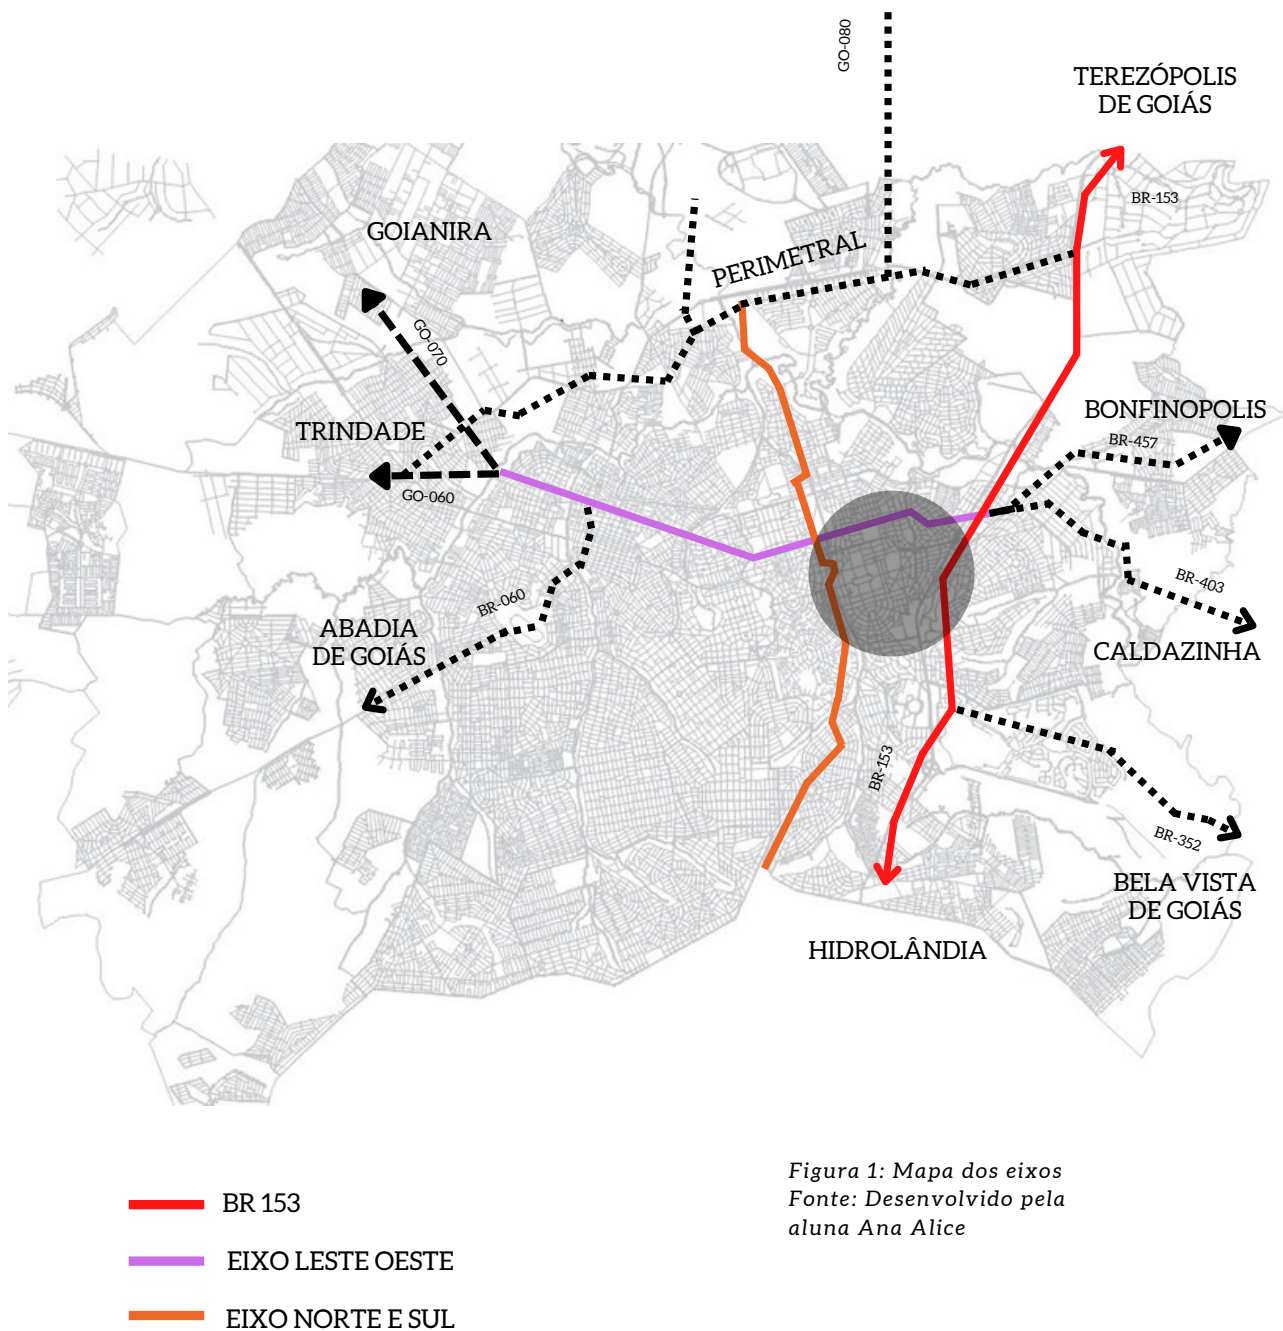 GO-080
TEREZÓPOLIS
DE GOIÁS
BR-153
GOIANIRA
PERIMETRAL
GO-070
BONFINOPOLIS
TRINDADE
BR-457
GO-060
BR-403
BR-060
ABADIA
DE GOIÁS
CALDAZINHA
BR-153
BR-352
BELA VISTA
DE GOIÁS
HIDROLÂNDIA
Figura 1: Mapa dos eixos
Fonte: Desenvolvido pela
aluna Ana Alice
BR 153
EIXO LESTE OESTE
EIXO NORTE E SUL